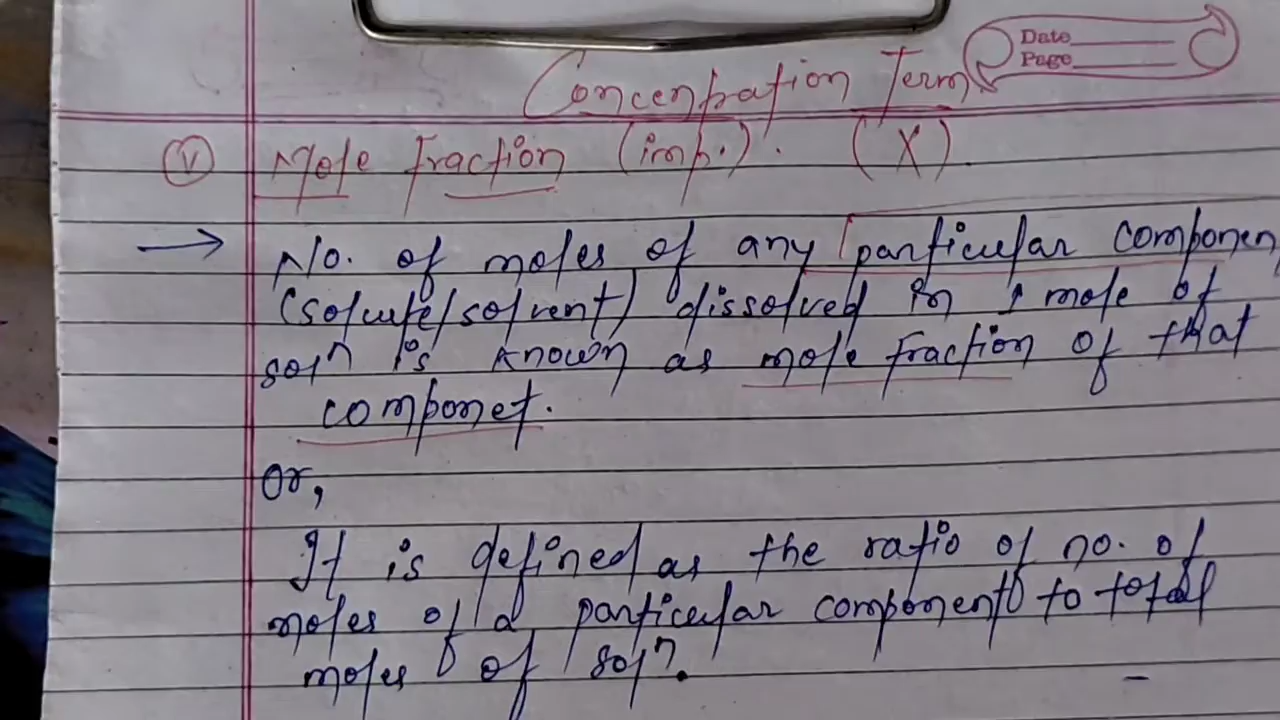 Concentration Term
Date
Page
(v) Mole fraction (imp.). (X)
→ No. of moles of any particular componen
(solute/solvent) dissolved in 1 mole of
solⁿ is known as mole fraction of that
componet.
or,
It is defined as the ratio of no. of
moles of a particular component to total
moles of solⁿ.